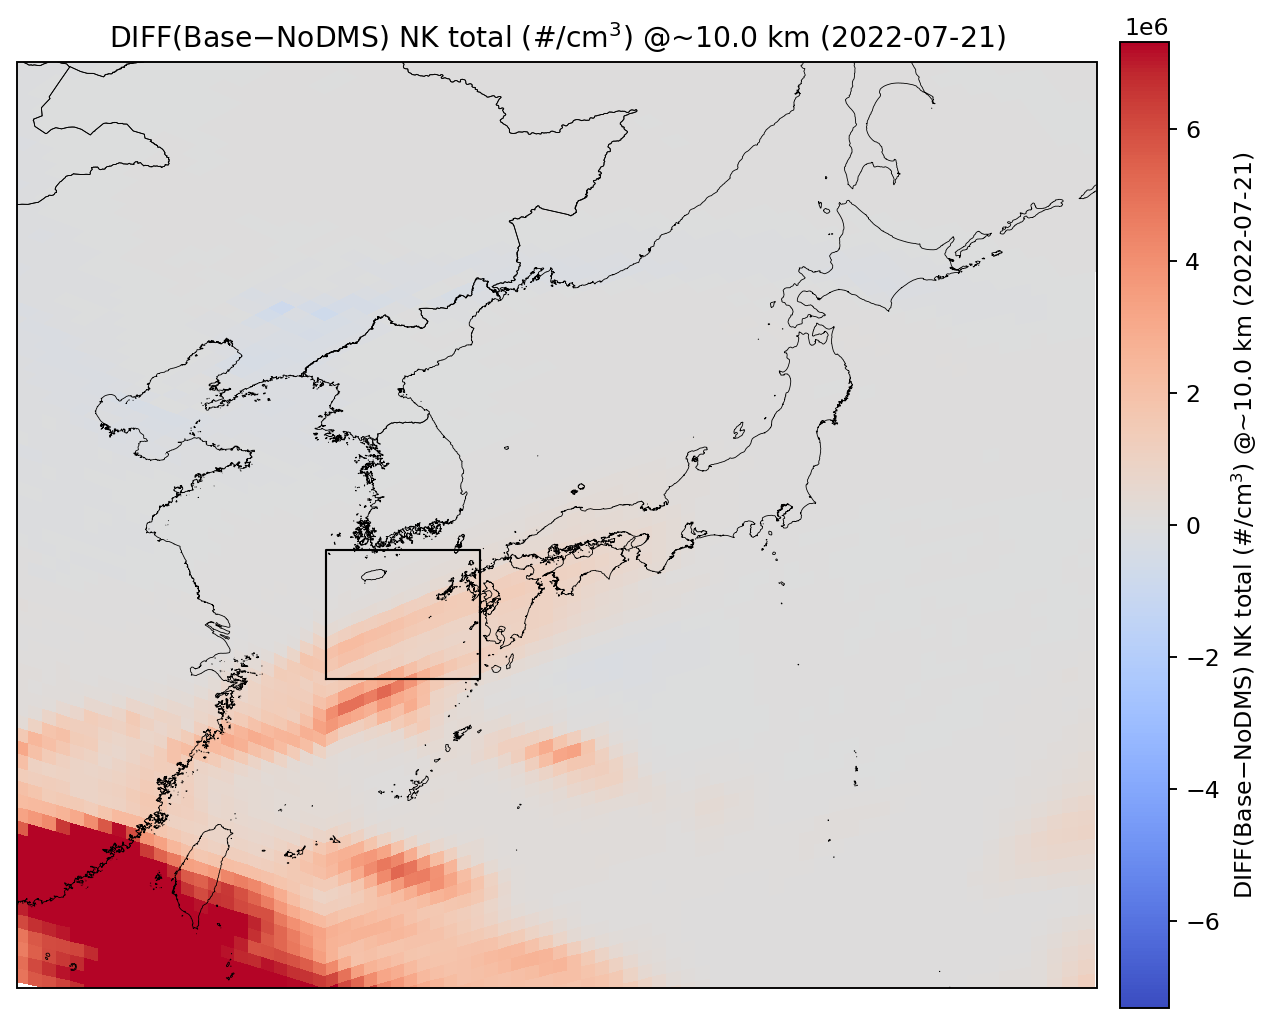 DIFF(Base−NoDMS) NK total (#/cm³) @~10.0 km (2022-07-21)
1e6
6
4
2
0
−2
−4
−6
DIFF(Base−NoDMS) NK total (#/cm³) @~10.0 km (2022-07-21)